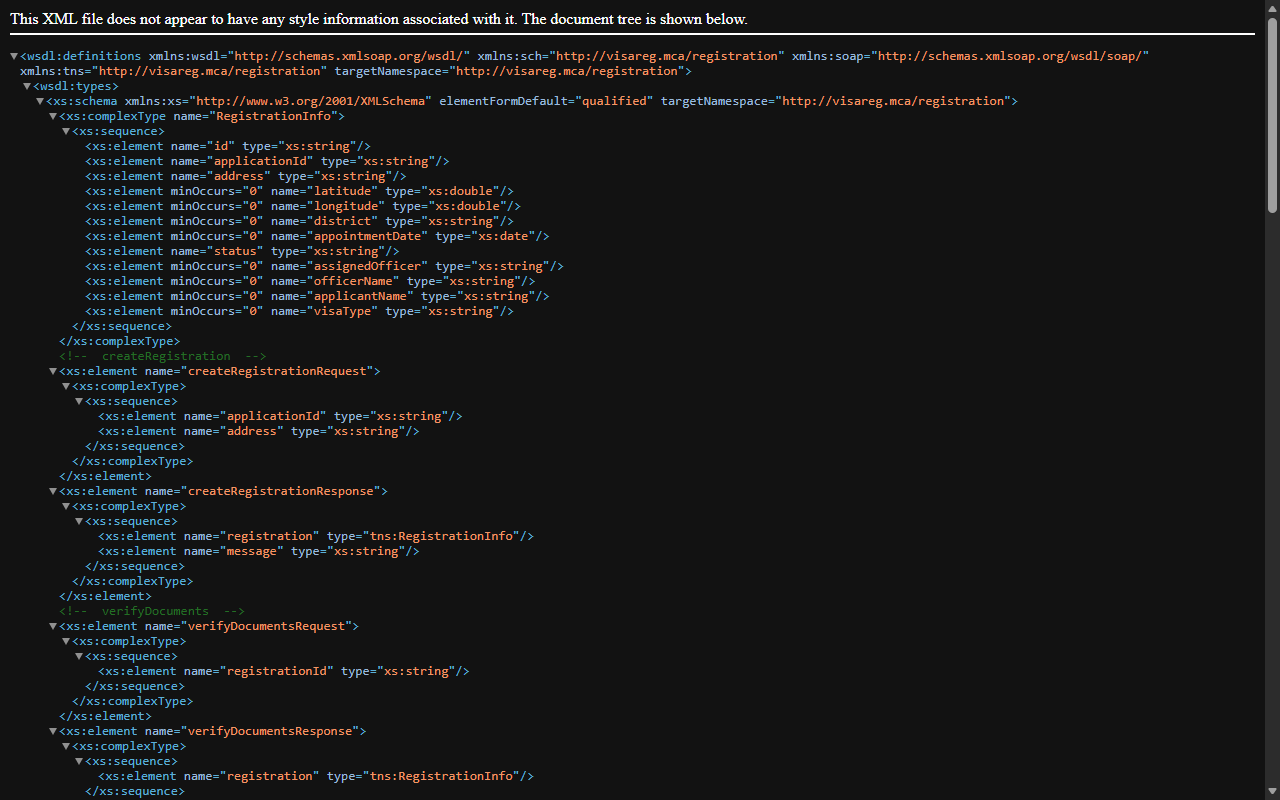 This XML file does not appear to have any style information associated with it. The document tree is shown below.
▼<wsdl:definitions xmlns:wsdl="http://schemas.xmlsoap.org/wsdl/" xmlns:sch="http://visareg.mca/registration" xmlns:soap="http://schemas.xmlsoap.org/wsdl/soap/"
xmlns:tns="http://visareg.mca/registration" targetNamespace="http://visareg.mca/registration">
▼<wsdl:types>
▼<xs:schema xmlns:xs="http://www.w3.org/2001/XMLSchema" elementFormDefault="qualified" targetNamespace="http://visareg.mca/registration">
▼<xs:complexType name="RegistrationInfo">
▼<xs:sequence>
<xs:element name="id" type="xs:string"/>
<xs:element name="applicationId" type="xs:string"/>
<xs:element name="address" type="xs:string"/>
<xs:element minOccurs="0" name="latitude" type="xs:double"/>
<xs:element minOccurs="0" name="longitude" type="xs:double"/>
<xs:element minOccurs="0" name="district" type="xs:string"/>
<xs:element minOccurs="0" name="appointmentDate" type="xs:date"/>
<xs:element name="status" type="xs:string"/>
<xs:element minOccurs="0" name="assignedOfficer" type="xs:string"/>
<xs:element minOccurs="0" name="officerName" type="xs:string"/>
<xs:element minOccurs="0" name="applicantName" type="xs:string"/>
<xs:element minOccurs="0" name="visaType" type="xs:string"/>
</xs:sequence>
</xs:complexType>
<!-- createRegistration -->
▼<xs:element name="createRegistrationRequest">
▼<xs:complexType>
▼<xs:sequence>
<xs:element name="applicationId" type="xs:string"/>
<xs:element name="address" type="xs:string"/>
</xs:sequence>
</xs:complexType>
</xs:element>
▼<xs:element name="createRegistrationResponse">
▼<xs:complexType>
▼<xs:sequence>
<xs:element name="registration" type="tns:RegistrationInfo"/>
<xs:element name="message" type="xs:string"/>
</xs:sequence>
</xs:complexType>
</xs:element>
<!-- verifyDocuments -->
▼<xs:element name="verifyDocumentsRequest">
▼<xs:complexType>
▼<xs:sequence>
<xs:element name="registrationId" type="xs:string"/>
</xs:sequence>
</xs:complexType>
</xs:element>
▼<xs:element name="verifyDocumentsResponse">
▼<xs:complexType>
▼<xs:sequence>
<xs:element name="registration" type="tns:RegistrationInfo"/>
</xs:sequence>